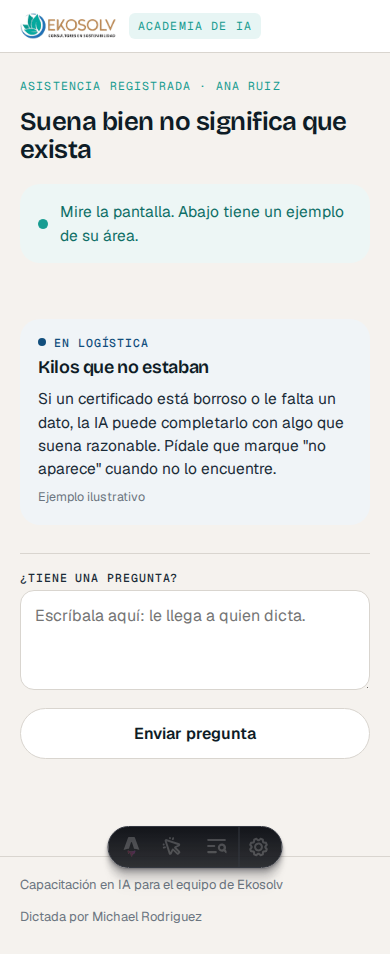 EKOSOLV
ACADEMIA DE IA
ASISTENCIA REGISTRADA · ANA RUIZ
Suena bien no significa que
exista
Mire la pantalla. Abajo tiene un ejemplo
de su área.
EN LOGÍSTICA
Kilos que no estaban
Si un certificado está borroso o le falta un
dato, la IA puede completarlo con algo que
suena razonable. Pídale que marque "no
aparece" cuando no lo encuentre.
Ejemplo ilustrativo
¿TIENE UNA PREGUNTA?
Escríbala aquí: le llega a quien dicta.
Enviar pregunta
Capacitación en IA para el equipo de Ekosolv
Dictada por Michael Rodriguez